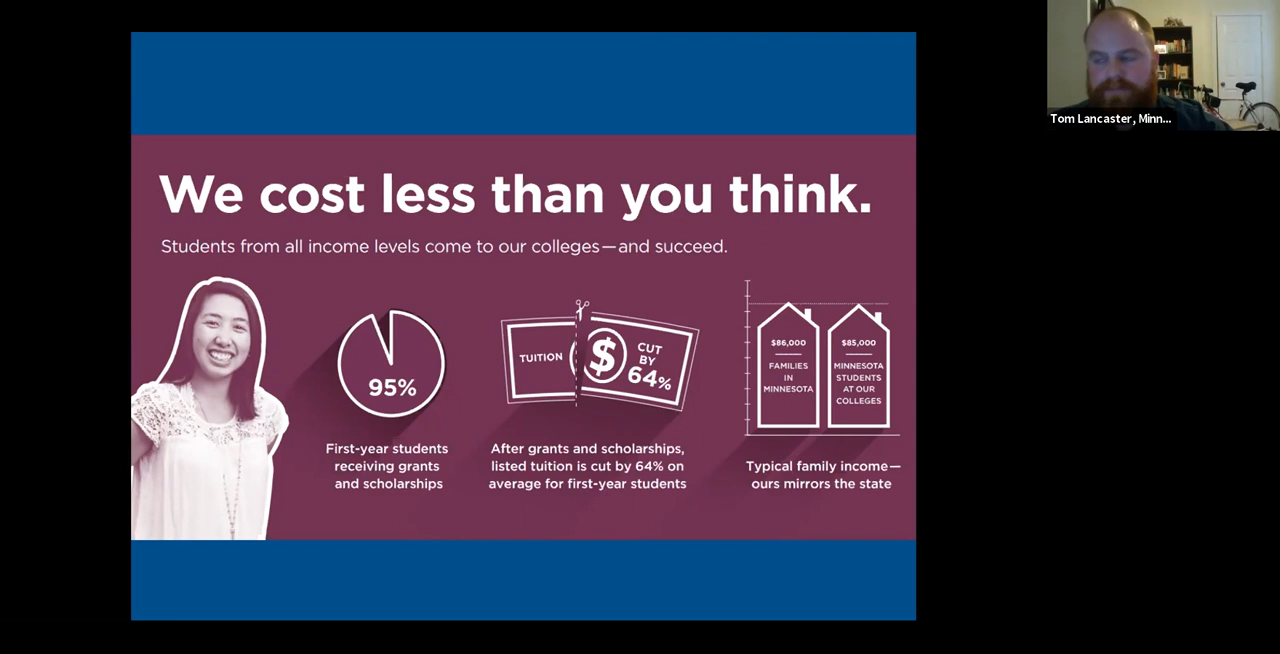 We cost less than you think.
Students from all income levels come to our colleges—and succeed.
95%
First-year students
receiving grants
and scholarships
TUITION
$
CUT
BY
64%
After grants and scholarships,
listed tuition is cut by 64% on
average for first-year students
$86,000
FAMILIES
IN
MINNESOTA
$85,000
MINNESOTA
STUDENTS
AT OUR
COLLEGES
Typical family income—
ours mirrors the state
Tom Lancaster, Minn...